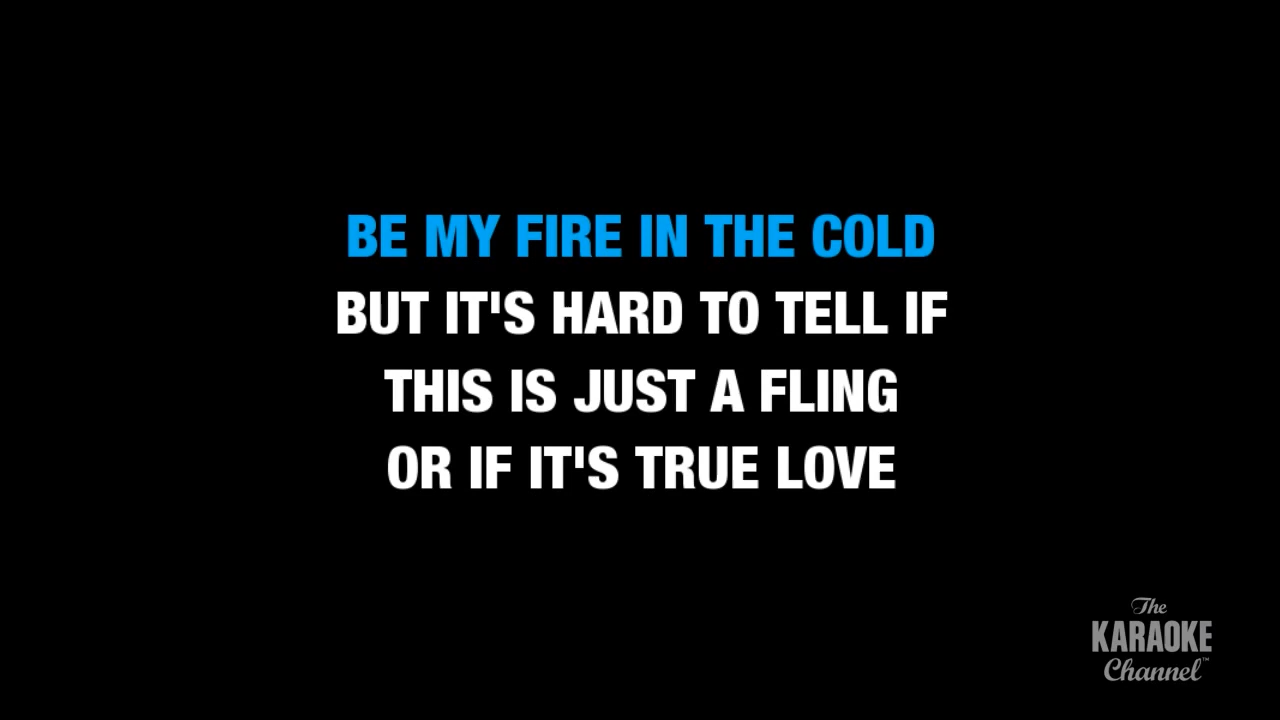 BE MY FIRE IN THE COLD
BUT IT'S HARD TO TELL IF
THIS IS JUST A FLING
OR IF IT'S TRUE LOVE
The
KARAOKE
Channel™